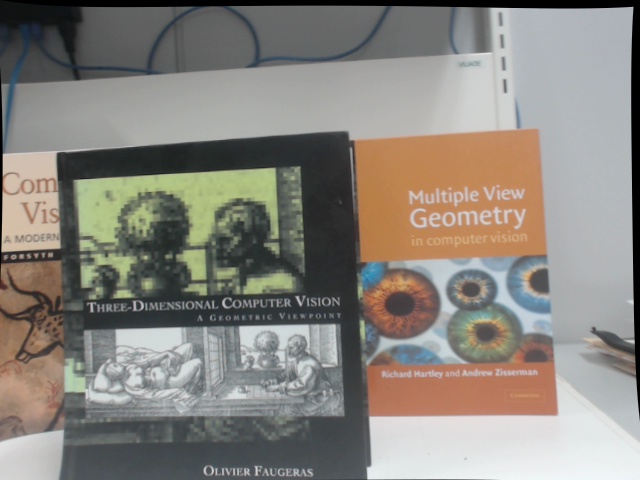 Com
Vis
A MODERN
FORSYTH
THREE-DIMENSIONAL COMPUTER VISION
A GEOMETRIC VIEWPOINT
OLIVIER FAUGERAS
Multiple View
Geometry
in computer vision
Richard Hartley and Andrew Zisserman